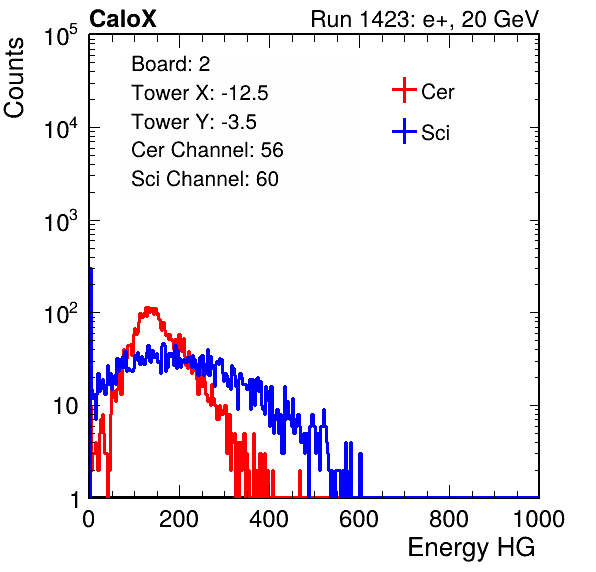 CaloX Run 1423: e+, 20 GeV
Counts
10^5
10^4
10^3
10^2
10
1
Board: 2
Tower X: -12.5
Tower Y: -3.5
Cer Channel: 56
Sci Channel: 60
Cer
Sci
0 200 400 600 800 1000
Energy HG